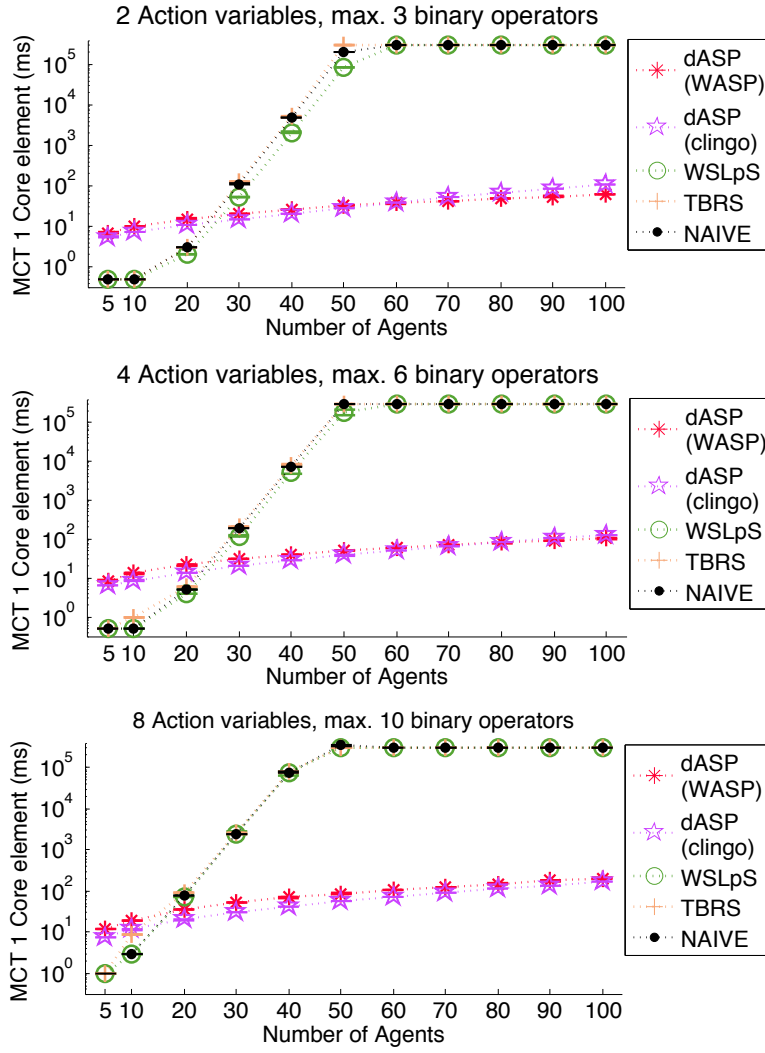 2 Action variables, max. 3 binary operators
MCT 1 Core element (ms)
10^5
10^4
10^3
10^2
10^1
10^0
5 10 20 30 40 50 60 70 80 90 100
Number of Agents
dASP
(WASP)
dASP
(clingo)
WSLpS
TBRS
NAIVE
4 Action variables, max. 6 binary operators
MCT 1 Core element (ms)
10^5
10^4
10^3
10^2
10^1
10^0
5 10 20 30 40 50 60 70 80 90 100
Number of Agents
dASP
(WASP)
dASP
(clingo)
WSLpS
TBRS
NAIVE
8 Action variables, max. 10 binary operators
MCT 1 Core element (ms)
10^5
10^4
10^3
10^2
10^1
10^0
5 10 20 30 40 50 60 70 80 90 100
Number of Agents
dASP
(WASP)
dASP
(clingo)
WSLpS
TBRS
NAIVE